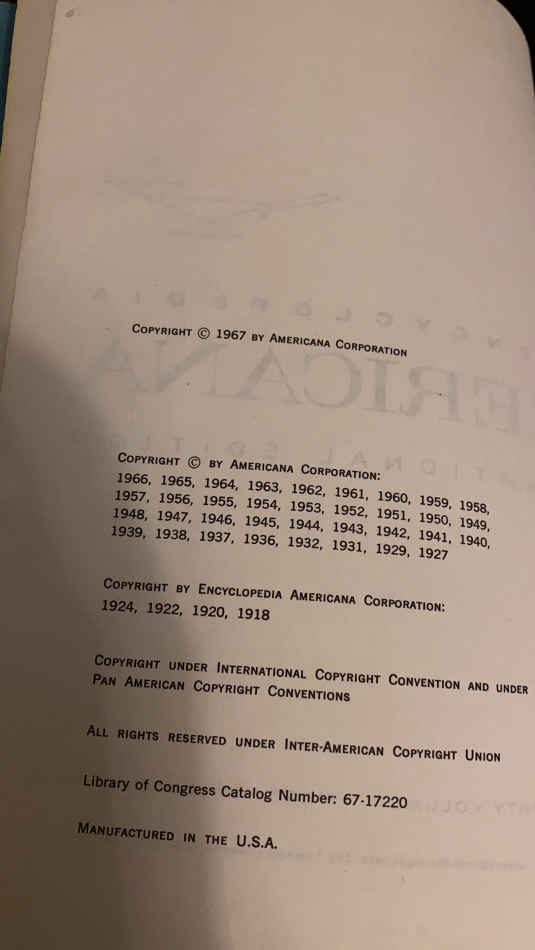 COPYRIGHT © 1967 BY AMERICANA CORPORATION
COPYRIGHT © BY AMERICANA CORPORATION:
1966, 1965, 1964, 1963, 1962, 1961, 1960, 1959, 1958,
1957, 1956, 1955, 1954, 1953, 1952, 1951, 1950, 1949,
1948, 1947, 1946, 1945, 1944, 1943, 1942, 1941, 1940,
1939, 1938, 1937, 1936, 1932, 1931, 1929, 1927
COPYRIGHT BY ENCYCLOPEDIA AMERICANA CORPORATION:
1924, 1922, 1920, 1918
COPYRIGHT UNDER INTERNATIONAL COPYRIGHT CONVENTION AND UNDER
PAN AMERICAN COPYRIGHT CONVENTIONS
ALL RIGHTS RESERVED UNDER INTER-AMERICAN COPYRIGHT UNION
Library of Congress Catalog Number: 67-17220
MANUFACTURED IN THE U.S.A.